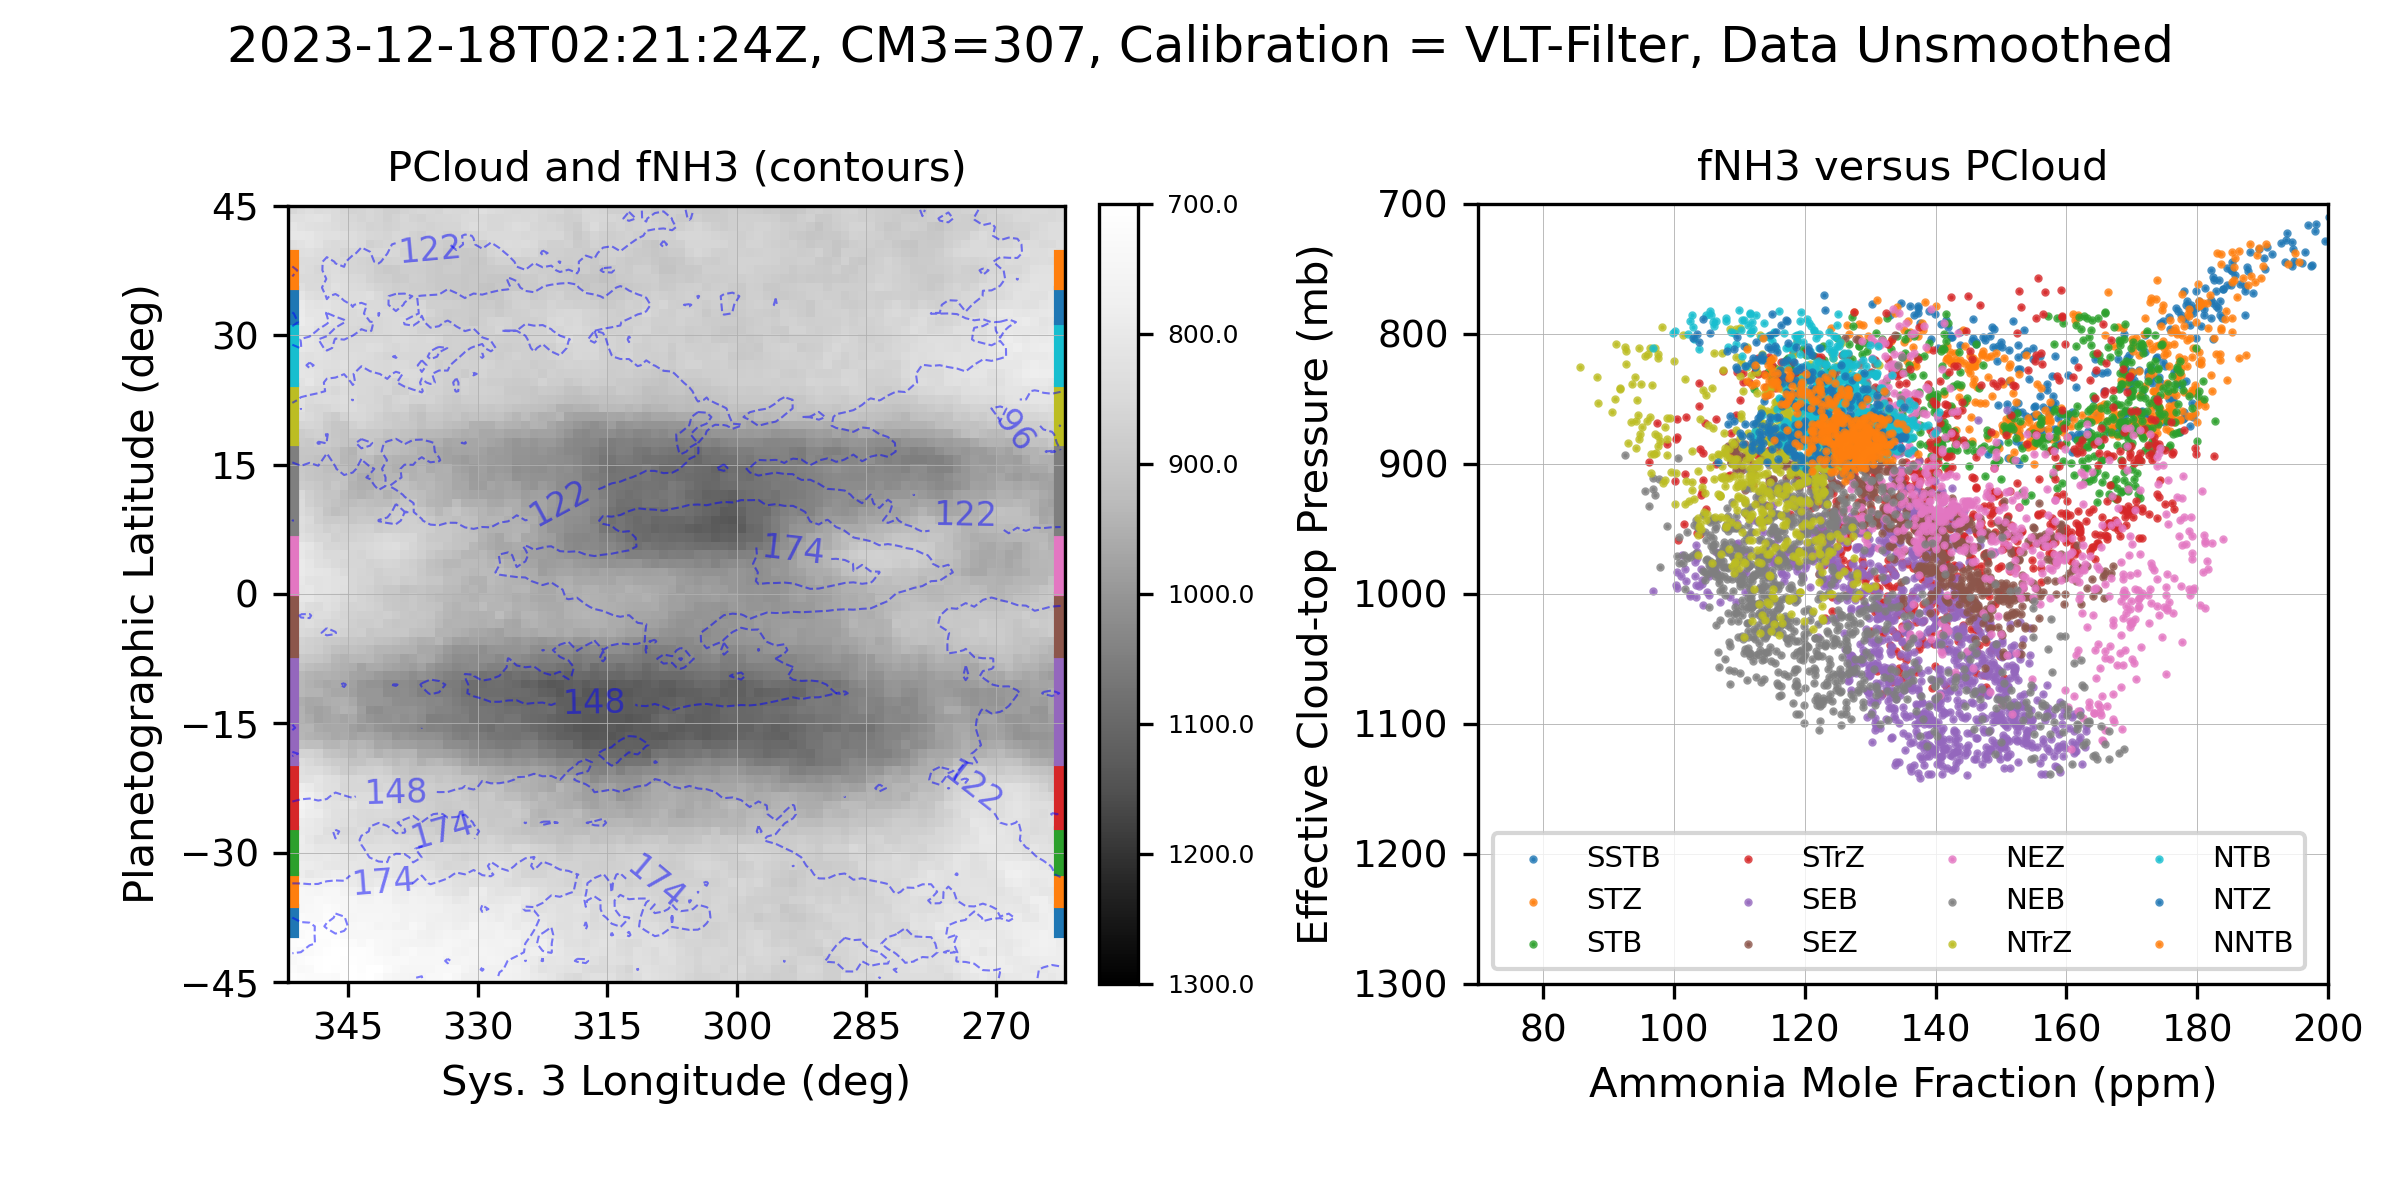 2023-12-18T02:21:24Z, CM3=307, Calibration = VLT-Filter, Data Unsmoothed
PCloud and fNH3 (contours)
Planetographic Latitude (deg)
45
30
15
0
−15
−30
−45
122
96
122
122
174
148
148
122
174
174
174
345
330
315
300
285
270
Sys. 3 Longitude (deg)
700.0
800.0
900.0
1000.0
1100.0
1200.0
1300.0
fNH3 versus PCloud
Effective Cloud-top Pressure (mb)
700
800
900
1000
1100
1200
1300
SSTB
STZ
STB
STrZ
SEB
SEZ
NEZ
NEB
NTrZ
NTB
NTZ
NNTB
80
100
120
140
160
180
200
Ammonia Mole Fraction (ppm)